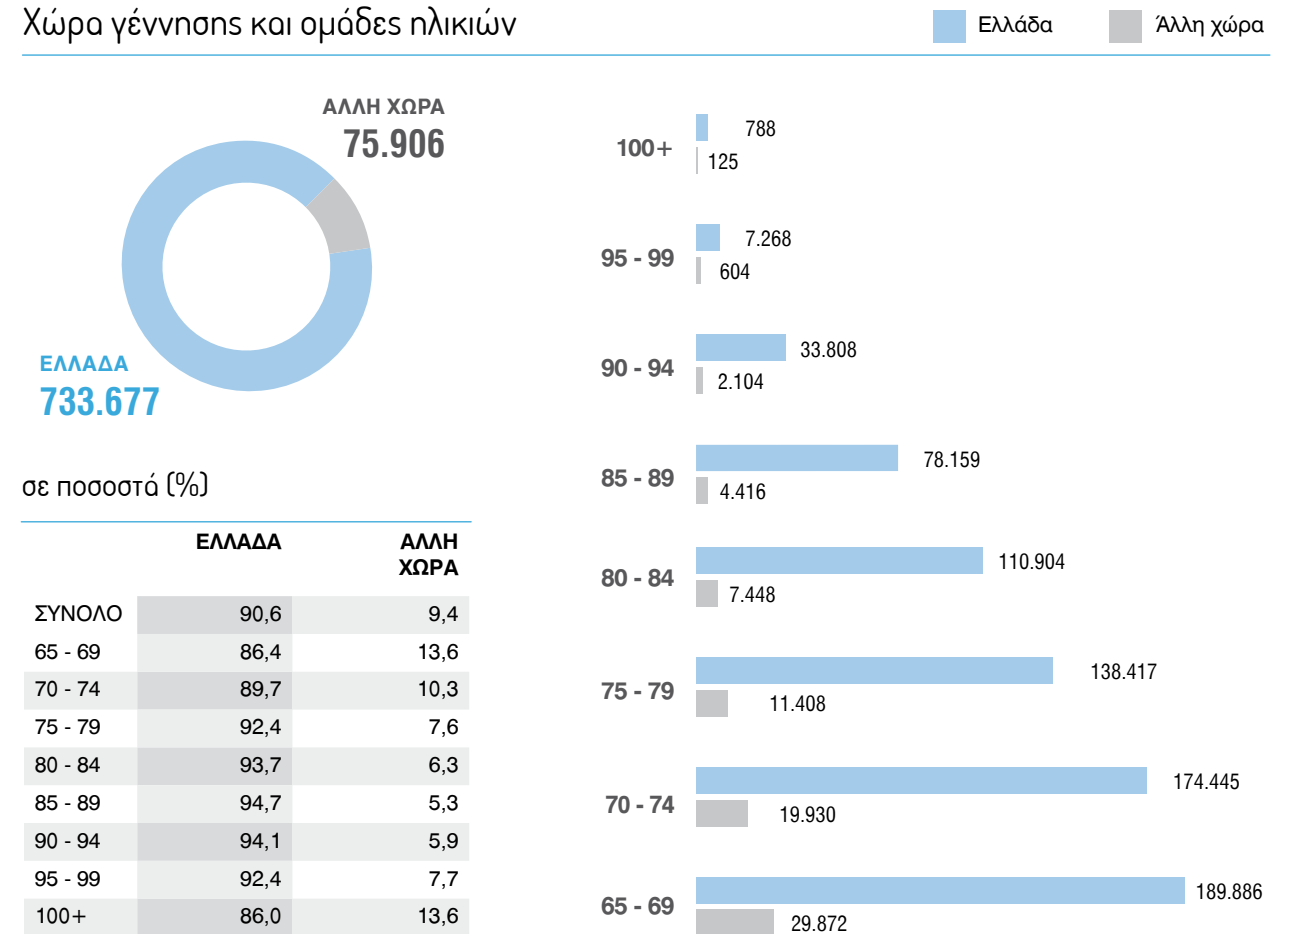 Χώρα γέννησης και ομάδες ηλικιών
Ελλάδα
Άλλη χώρα
ΑΛΛΗ ΧΩΡΑ
75.906
ΕΛΛΑΔΑ
733.677
σε ποσοστά (%)
ΕΛΛΑΔΑ ΑΛΛΗ
ΧΩΡΑ
ΣΥΝΟΛΟ 90,6 9,4
65 - 69 86,4 13,6
70 - 74 89,7 10,3
75 - 79 92,4 7,6
80 - 84 93,7 6,3
85 - 89 94,7 5,3
90 - 94 94,1 5,9
95 - 99 92,4 7,7
100+ 86,0 13,6
100+
788
125
95 - 99
7.268
604
90 - 94
33.808
2.104
85 - 89
78.159
4.416
80 - 84
110.904
7.448
75 - 79
138.417
11.408
70 - 74
174.445
19.930
65 - 69
189.886
29.872